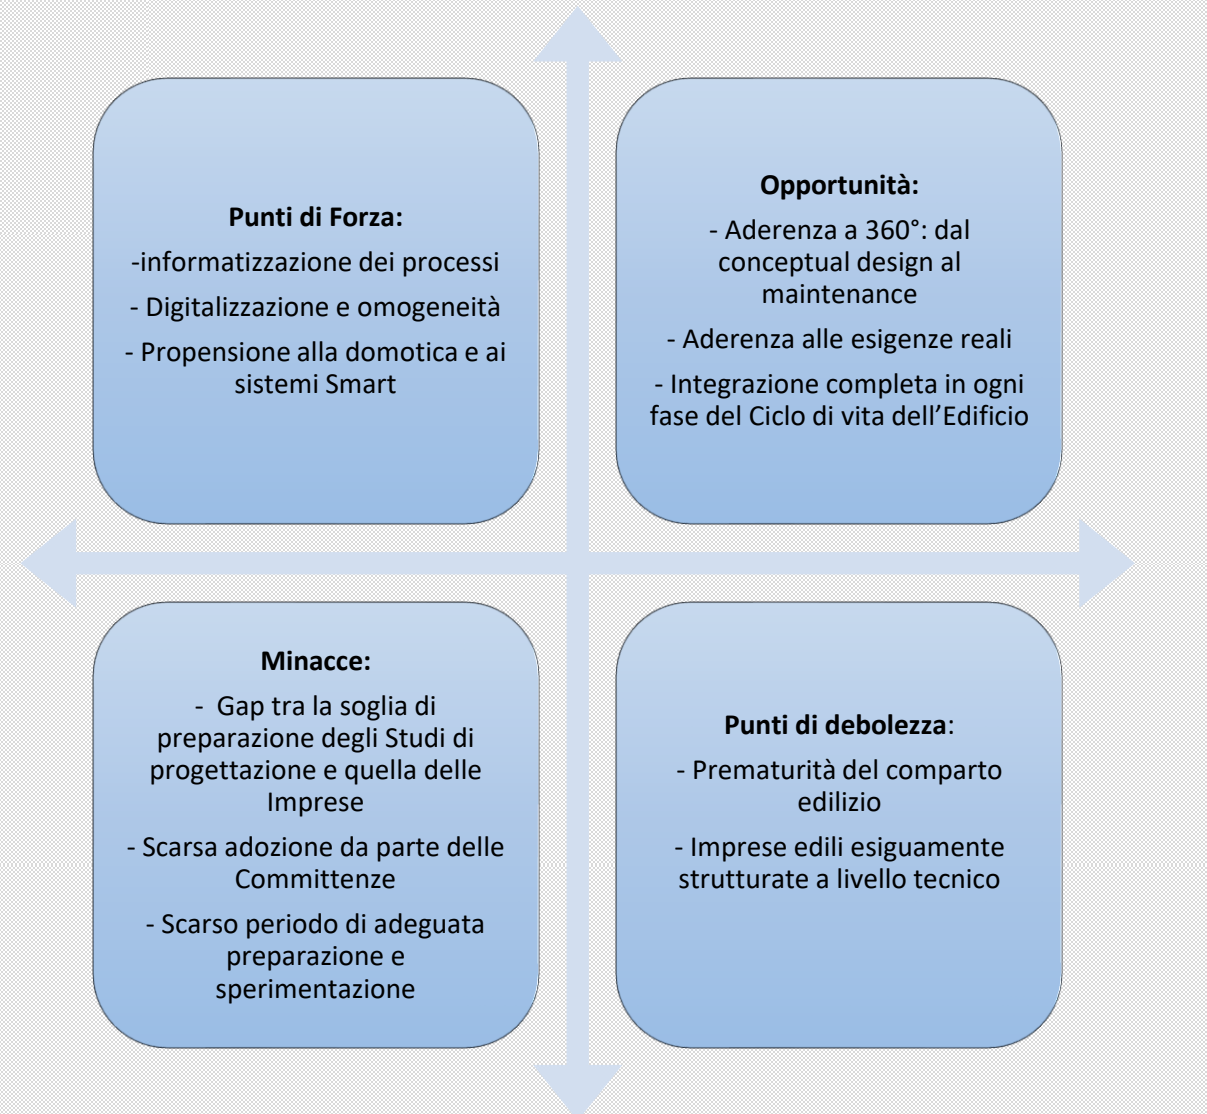 Punti di Forza:
-informatizzazione dei processi
- Digitalizzazione e omogeneità
- Propensione alla domotica e ai
sistemi Smart
Opportunità:
- Aderenza a 360°: dal
conceptual design al
maintenance
- Aderenza alle esigenze reali
- Integrazione completa in ogni
fase del Ciclo di vita dell’Edificio
Minacce:
- Gap tra la soglia di
preparazione degli Studi di
progettazione e quella delle
Imprese
- Scarsa adozione da parte delle
Committenze
- Scarso periodo di adeguata
preparazione e
sperimentazione
Punti di debolezza:
- Prematurità del comparto
edilizio
- Imprese edili esiguamente
strutturate a livello tecnico